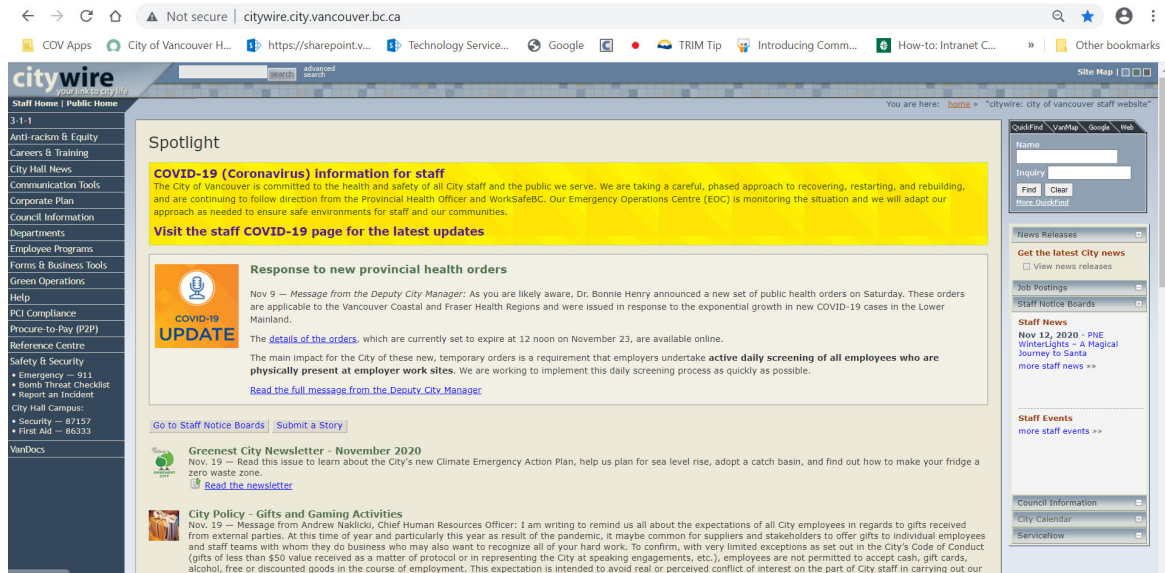 Not secure | citywire.city.vancouver.bc.ca
COV Apps City of Vancouver H... https://sharepoint.v... Technology Service... Google TRIM Tip Introducing Comm... How-to: Intranet C... » Other bookmarks
citywire
your link to city life
search
advanced search
Site Map |
Staff Home | Public Home
You are here: home » "citywire: city of vancouver staff website"
3-1-1
Anti-racism & Equity
Careers & Training
City Hall News
Communication Tools
Corporate Plan
Council Information
Departments
Employee Programs
Forms & Business Tools
Green Operations
Help
PCI Compliance
Procure-to-Pay (P2P)
Reference Centre
Safety & Security
• Emergency — 911
• Bomb Threat Checklist
• Report an Incident
City Hall Campus:
• Security — 87157
• First Aid — 86333
VanDocs
Spotlight
COVID-19 (Coronavirus) information for staff
The City of Vancouver is committed to the health and safety of all City staff and the public we serve. We are taking a careful, phased approach to recovering, restarting, and rebuilding,
and are continuing to follow direction from the Provincial Health Officer and WorkSafeBC. Our Emergency Operations Centre (EOC) is monitoring the situation and we will adapt our
approach as needed to ensure safe environments for staff and our communities.
Visit the staff COVID-19 page for the latest updates
COVID-19
UPDATE
Response to new provincial health orders
Nov 9 — Message from the Deputy City Manager: As you are likely aware, Dr. Bonnie Henry announced a new set of public health orders on Saturday. These orders
are applicable to the Vancouver Coastal and Fraser Health Regions and were issued in response to the exponential growth in new COVID-19 cases in the Lower
Mainland.
The details of the orders, which are currently set to expire at 12 noon on November 23, are available online.
The main impact for the City of these new, temporary orders is a requirement that employers undertake active daily screening of all employees who are
physically present at employer work sites. We are working to implement this daily screening process as quickly as possible.
Read the full message from the Deputy City Manager
Go to Staff Notice Boards Submit a Story
Greenest City Newsletter - November 2020
Nov. 19 — Read this issue to learn about the City's new Climate Emergency Action Plan, help us plan for sea level rise, adopt a catch basin, and find out how to make your fridge a
zero waste zone.
Read the newsletter
City Policy - Gifts and Gaming Activities
Nov. 19 — Message from Andrew Naklicki, Chief Human Resources Officer: I am writing to remind us all about the expectations of all City employees in regards to gifts received
from external parties. At this time of year and particularly this year as result of the pandemic, it maybe common for suppliers and stakeholders to offer gifts to individual employees
and staff teams with whom they do business who may also want to recognize all of your hard work. To confirm, with very limited exceptions as set out in the City's Code of Conduct
(gifts of less than $50 value received as a matter of protocol or in representing the City at speaking engagements, etc.), employees are not permitted to accept cash, gift cards,
alcohol, free or discounted goods in the course of employment. This expectation is intended to avoid real or perceived conflict of interest on the part of City staff in carrying out our
QuickFind VanMap Google Web
Name
Inquiry
Find Clear
More QuickFind
News Releases
Get the latest City news
View news releases
Job Postings
Staff Notice Boards
Staff News
Nov 12, 2020 - PNE
WinterLights – A Magical
Journey to Santa
more staff news »»
Staff Events
more staff events »»
Council Information
City Calendar
ServiceNow